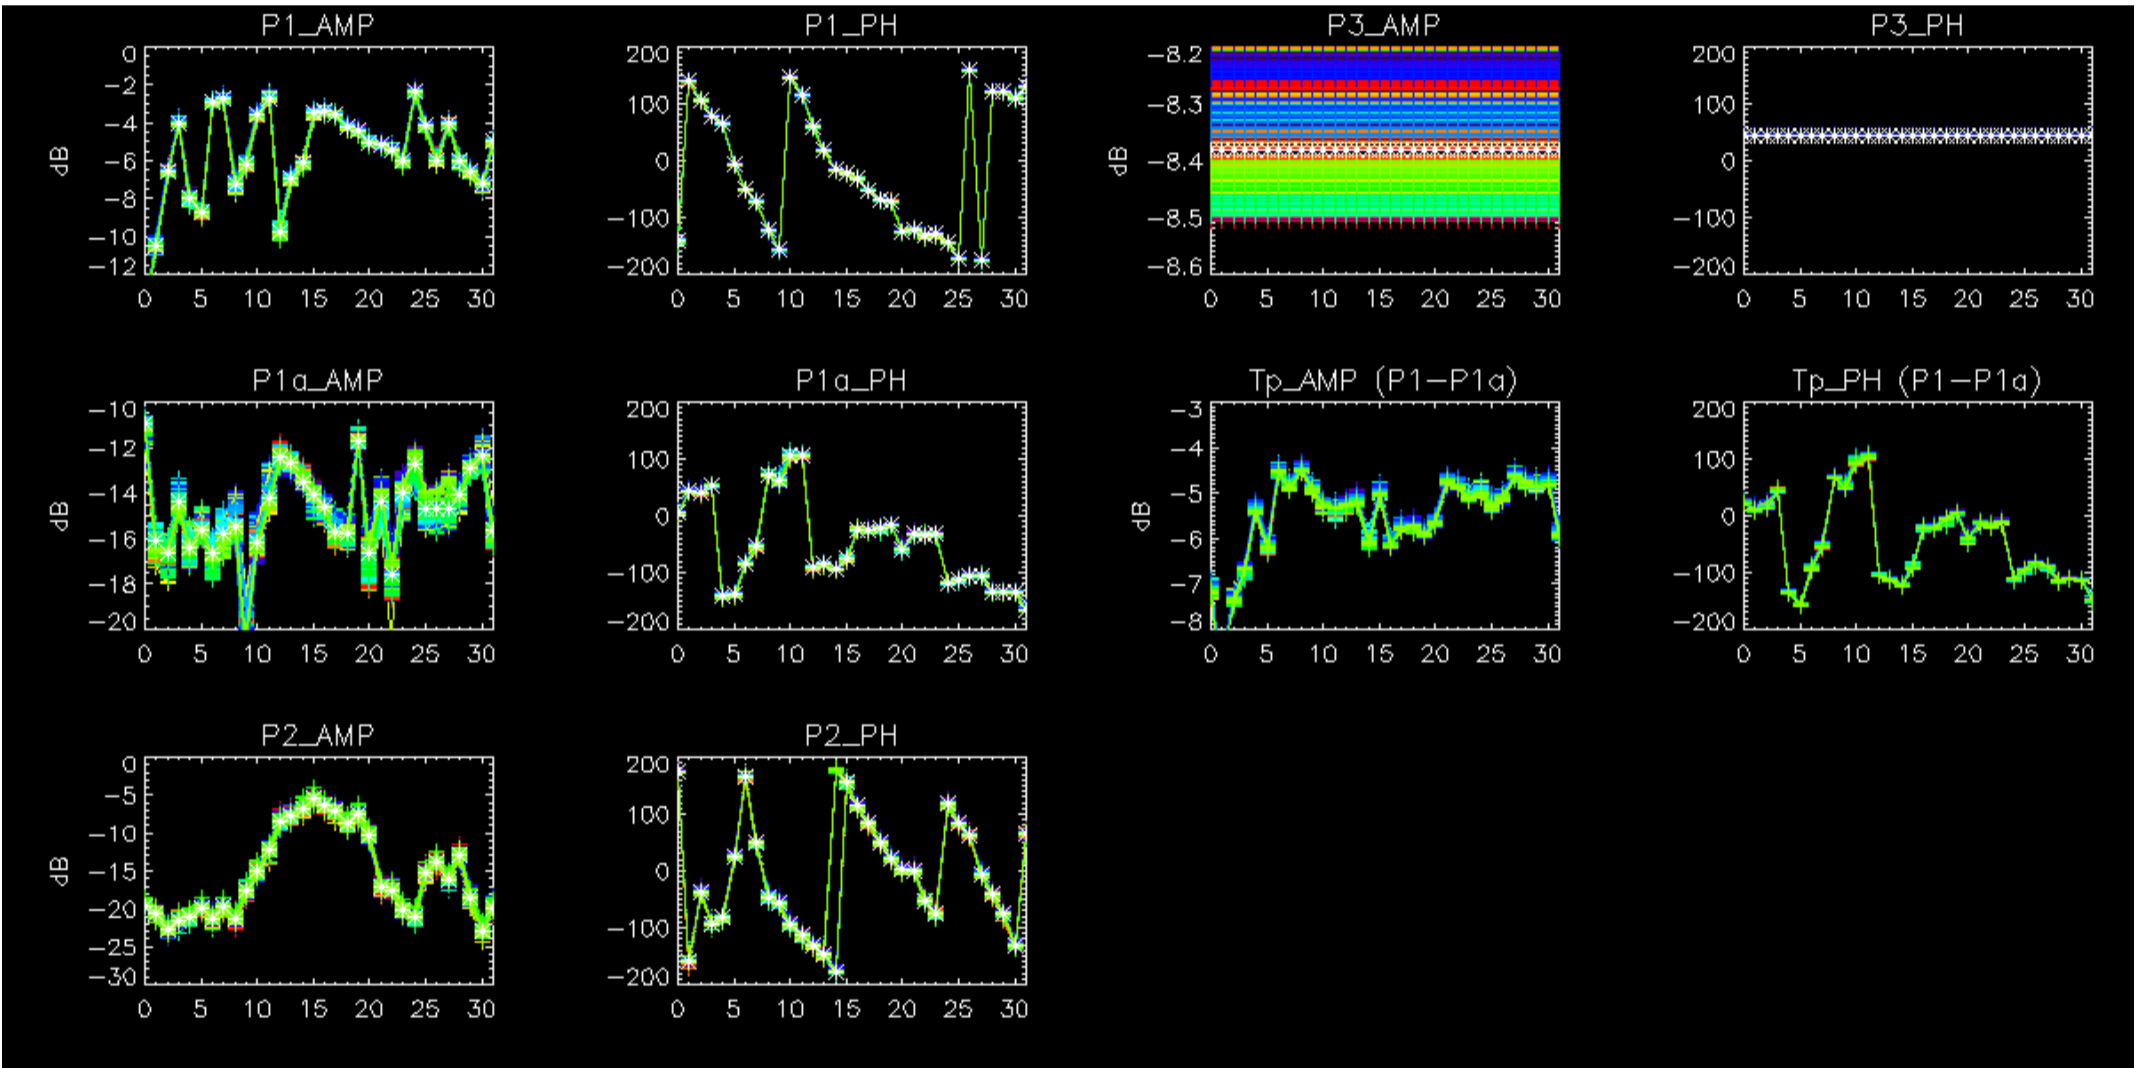 P1_AMP P1_PH P3_AMP P3_PH
0 200 -8.2 200
-2
100 -8.3 100
-4
dB -6 0 dB -8.4 0
-8
-100 -8.5 -100
-10
-12 -200 -8.6 -200
0 5 10 15 20 25 30 0 5 10 15 20 25 30 0 5 10 15 20 25 30 0 5 10 15 20 25 30
P1a_AMP P1a_PH Tp_AMP (P1-P1a) Tp_PH (P1-P1a)
-10 200 -3 200
-12 100 -4 100
-14 -5
dB 0 dB 0
-16 -6
-18 -100 -7 -100
-20 -200 -8 -200
0 5 10 15 20 25 30 0 5 10 15 20 25 30 0 5 10 15 20 25 30 0 5 10 15 20 25 30
P2_AMP P2_PH
0 200
-5
-10 100
dB -15 0
-20
-25 -100
-30 -200
0 5 10 15 20 25 30 0 5 10 15 20 25 30